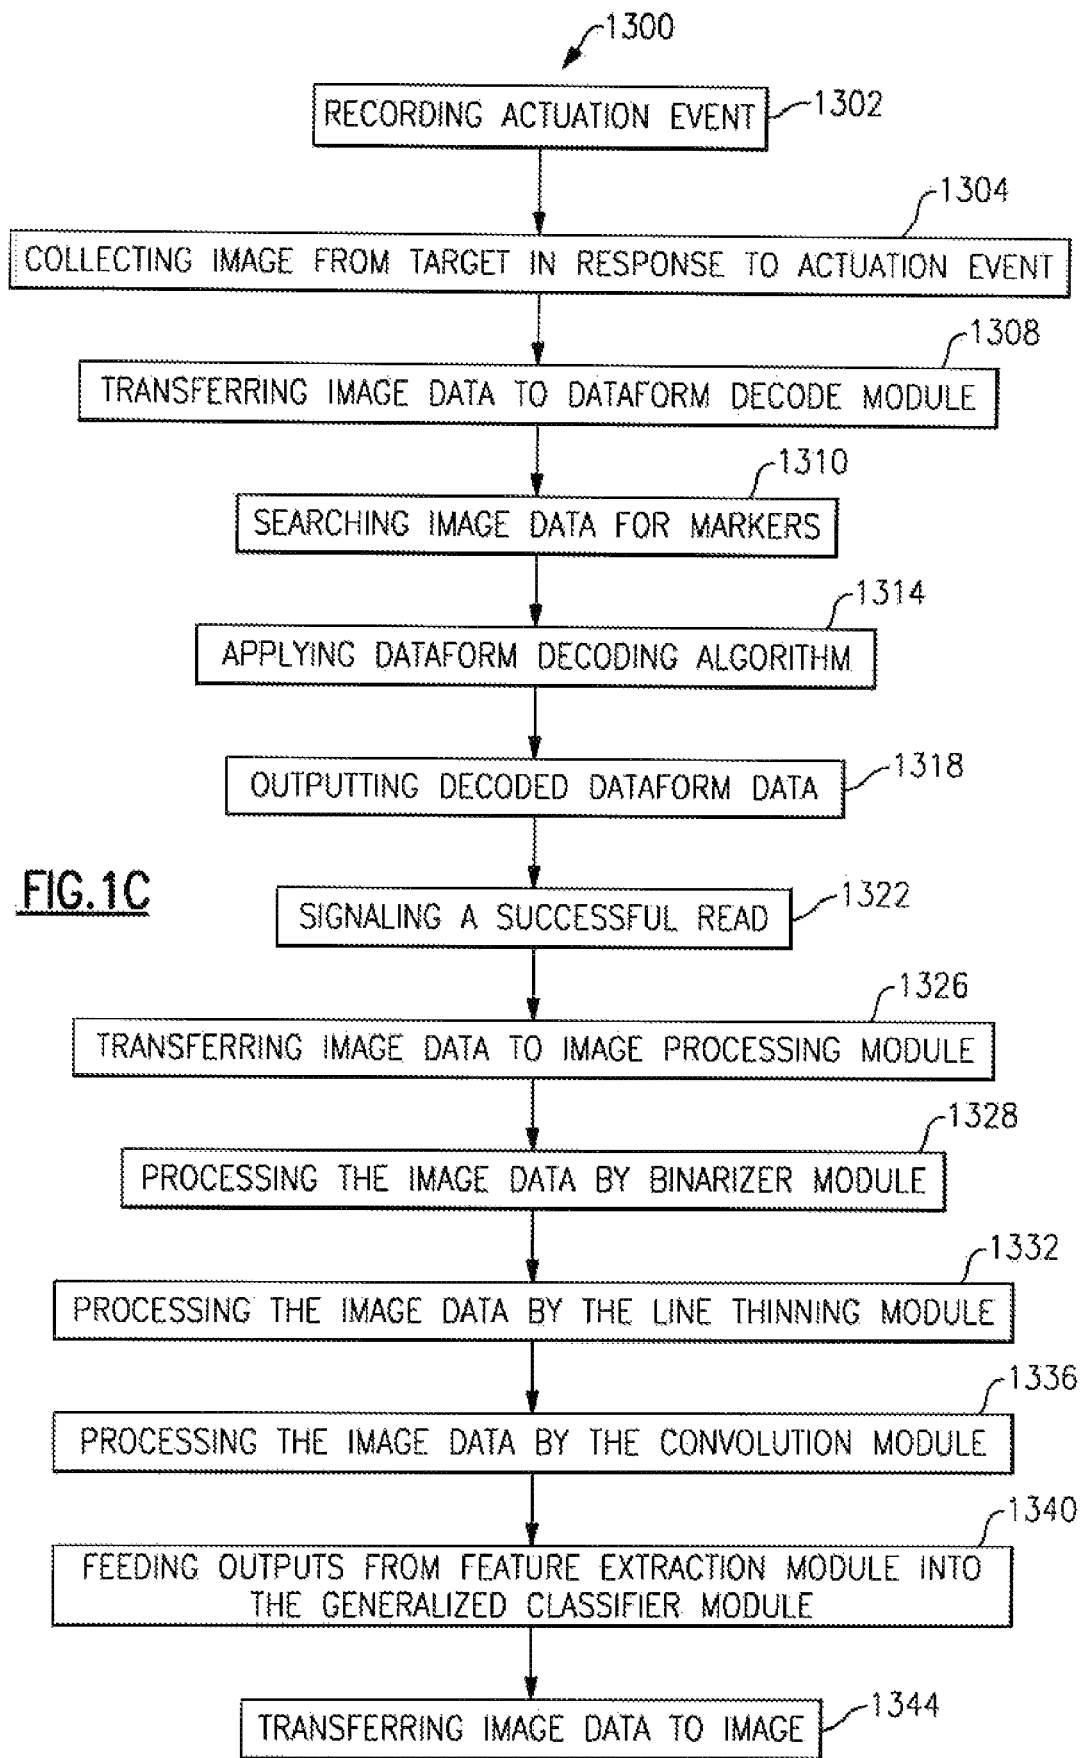 1300
RECORDING ACTUATION EVENT
1302
1304
COLLECTING IMAGE FROM TARGET IN RESPONSE TO ACTUATION EVENT
1308
TRANSFERRING IMAGE DATA TO DATAFORM DECODE MODULE
1310
SEARCHING IMAGE DATA FOR MARKERS
1314
APPLYING DATAFORM DECODING ALGORITHM
1318
OUTPUTTING DECODED DATAFORM DATA
FIG.1C
1322
SIGNALING A SUCCESSFUL READ
1326
TRANSFERRING IMAGE DATA TO IMAGE PROCESSING MODULE
1328
PROCESSING THE IMAGE DATA BY BINARIZER MODULE
1332
PROCESSING THE IMAGE DATA BY THE LINE THINNING MODULE
1336
PROCESSING THE IMAGE DATA BY THE CONVOLUTION MODULE
1340
FEEDING OUTPUTS FROM FEATURE EXTRACTION MODULE INTO
THE GENERALIZED CLASSIFIER MODULE
1344
TRANSFERRING IMAGE DATA TO IMAGE